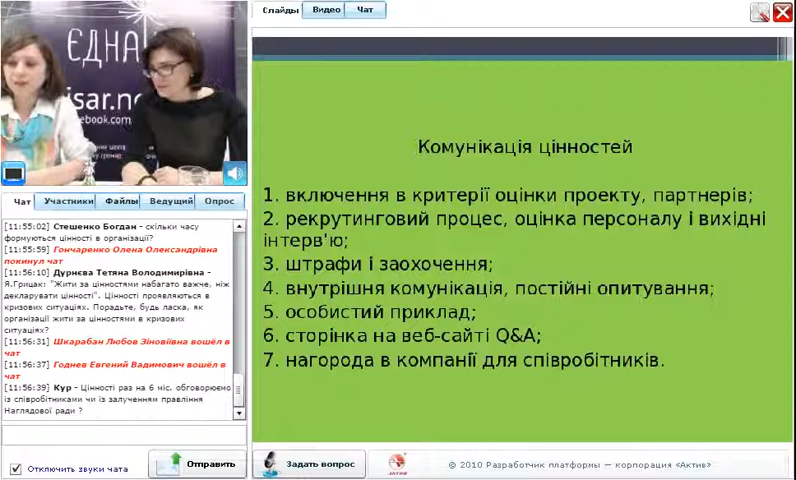 ЄДНА
isar.ne
cebook.com
Слайды Видео Чат
Чат Участники Файлы Ведущий Опрос
[11:55:02] Стешенко Богдан - скільки часу
формуються цінності в організації?
[11:55:59] Гончаренко Олена Олександрівна
покинул чат
[11:56:10] Дурнєва Тетяна Володимирівна -
Я.Грицак: "Жити за цінностями набагато важче, ніж
декларувати цінності". Цінності проявляються в
кризових ситуаціях. Порадьте, будь ласка, як
організації жити за цінностями в кризових
ситуаціях?
[11:56:31] Шкарабан Любов Зіновіївна вошёл в
чат
[11:56:37] Годнев Евгений Вадимович вошёл в
чат
[11:56:39] Кур - Цінності раз на 6 міс. обговорюємо
із співробітниками чи із залученням правління
Наглядової ради ?
Отключить звуки чата
Отправить
Комунікація цінностей
1. включення в критерії оцінки проекту, партнерів;
2. рекрутинговий процес, оцінка персоналу і вихідні
інтерв'ю;
3. штрафи і заохочення;
4. внутрішня комунікація, постійні опитування;
5. особистий приклад;
6. сторінка на веб-сайті Q&A;
7. нагорода в компанії для співробітників.
Задать вопрос
АКТИВ
© 2010 Разработчик платформы — корпорация «Актив»